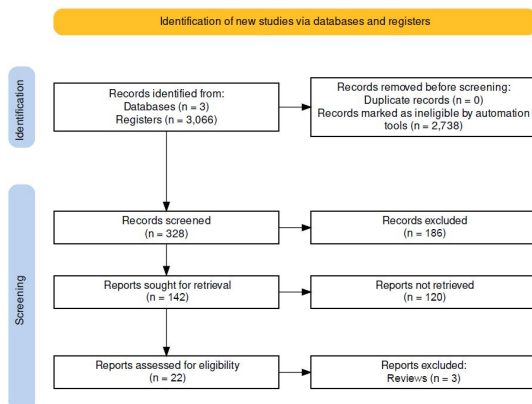 Identification of new studies via databases and registers
Identification
Records identified from:
Databases (n = 3)
Registers (n = 3,066)
Records removed before screening:
Duplicate records (n = 0)
Records marked as ineligible by automation
tools (n = 2,738)
Screening
Records screened
(n = 328)
Records excluded
(n = 186)
Reports sought for retrieval
(n = 142)
Reports not retrieved
(n = 120)
Reports assessed for eligibility
(n = 22)
Reports excluded:
Reviews (n = 3)